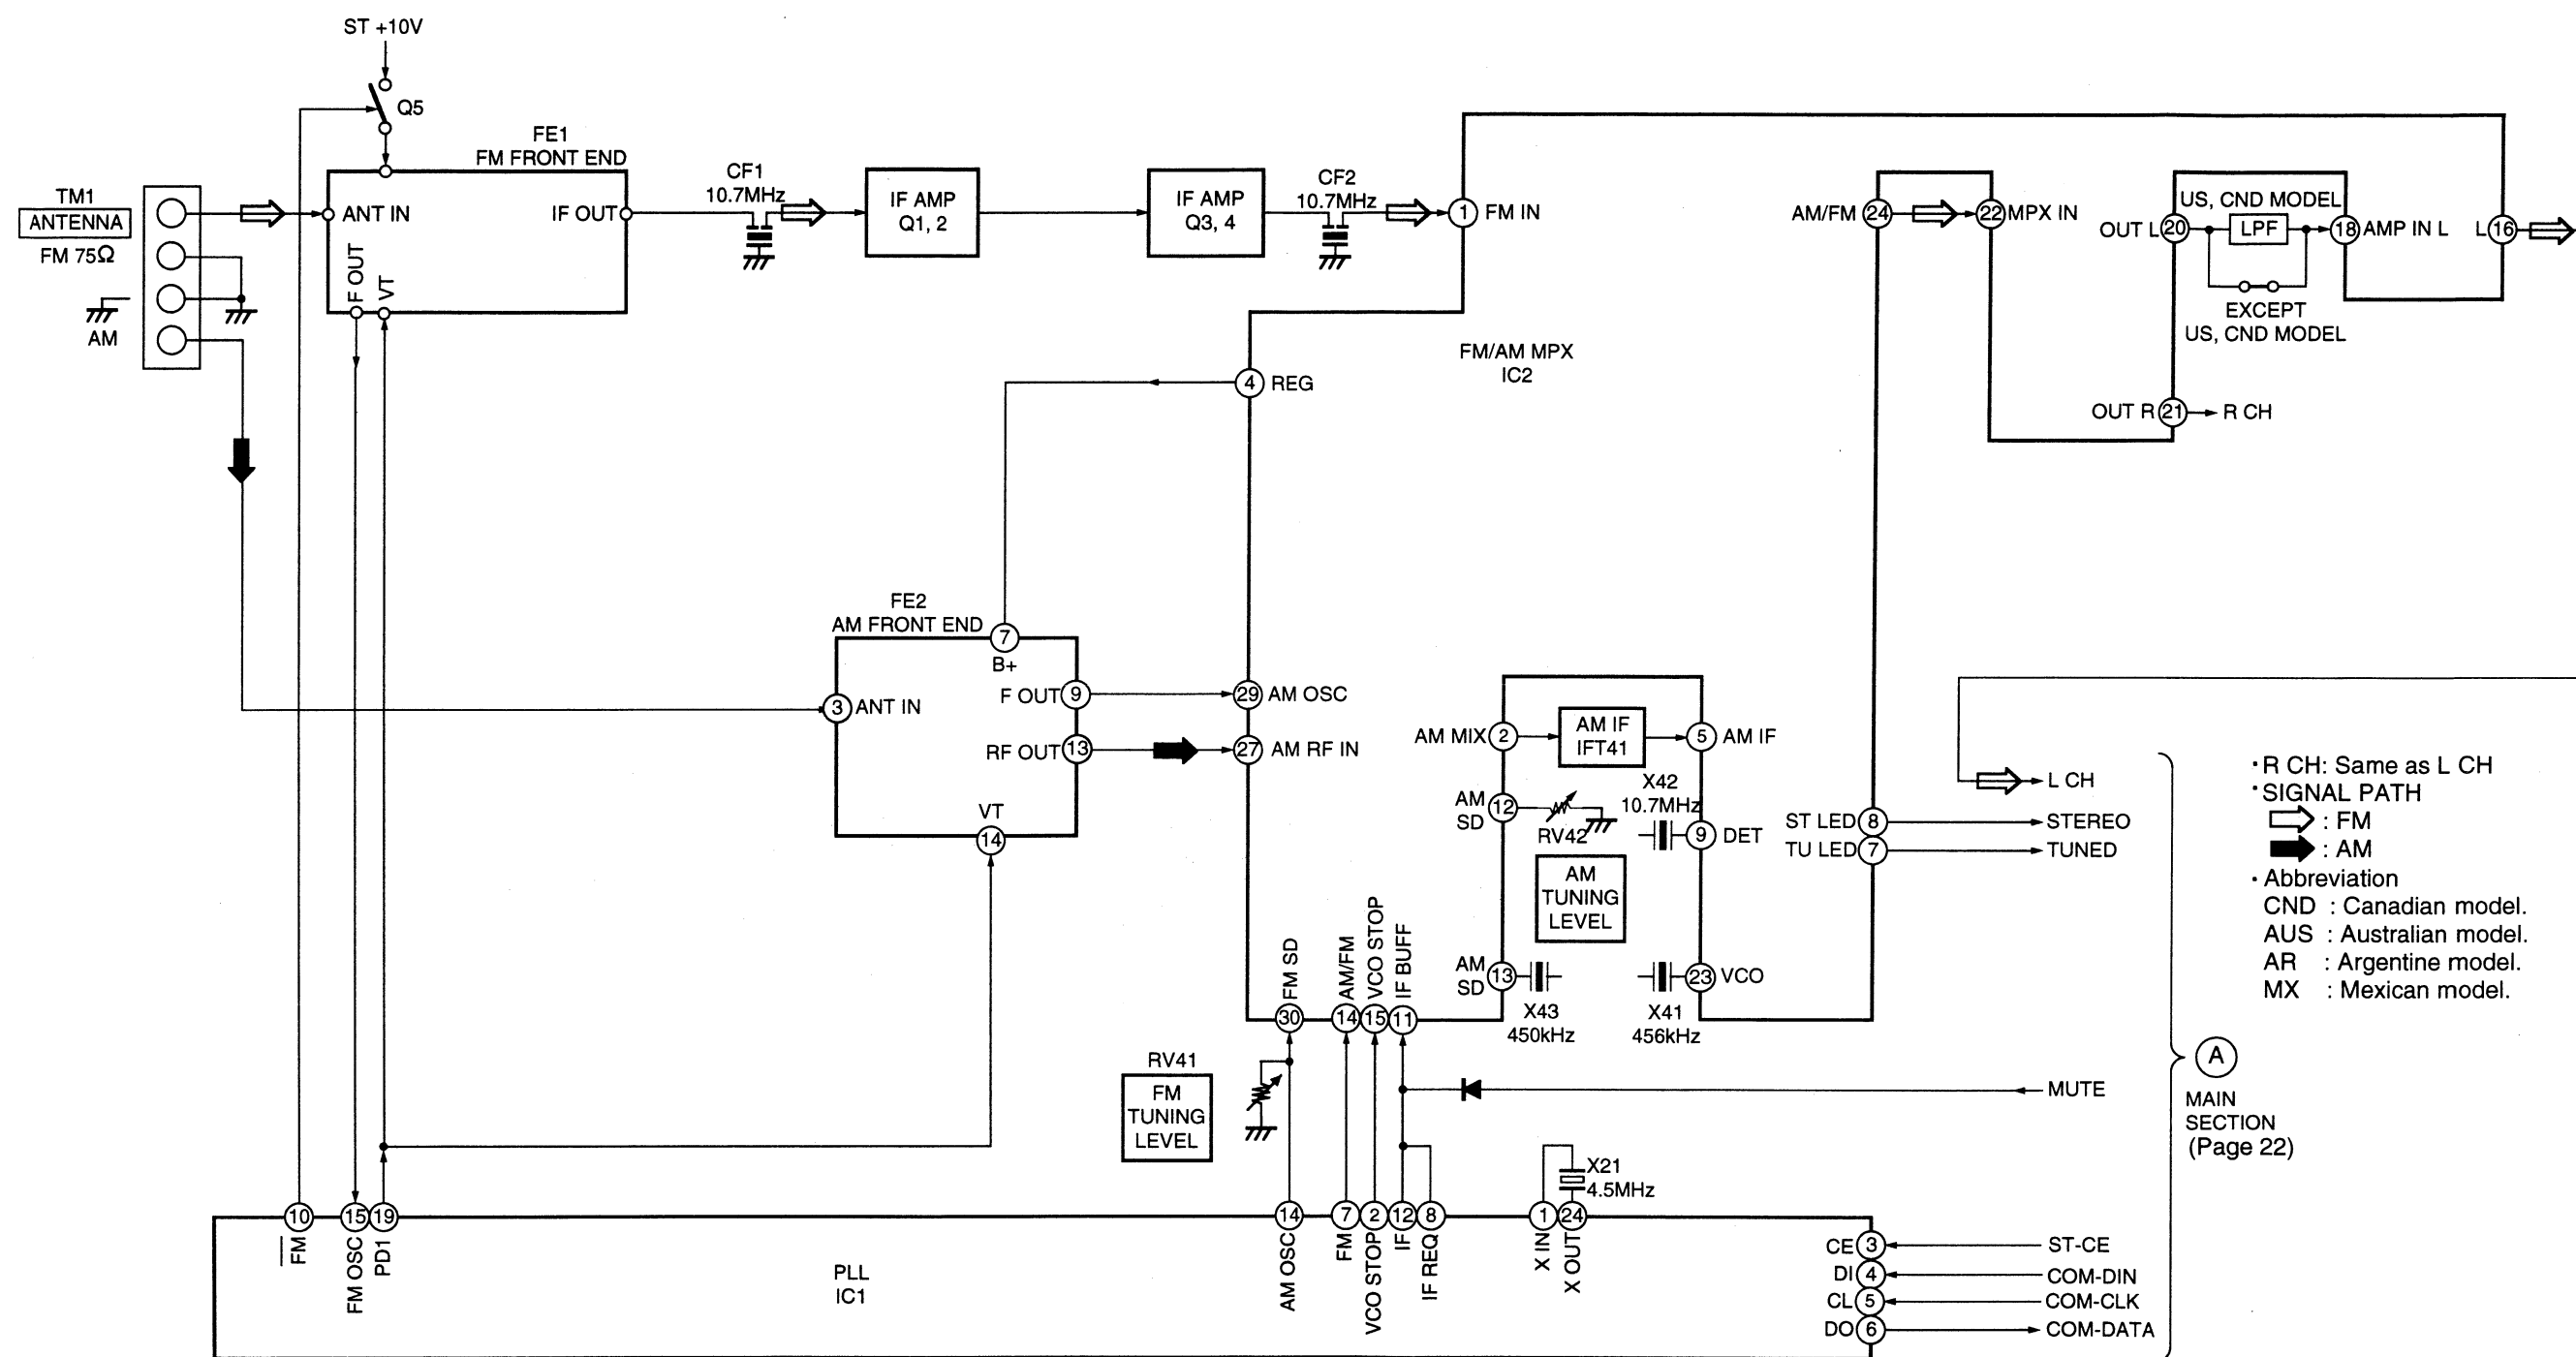 ST +10V
Q5
FE1
FM FRONT END
TM1
ANTENNA
FM 75Ω
AM
ANT IN
IF OUT
F OUT
VT
CF1
10.7MHz
IF AMP
Q1, 2
IF AMP
Q3, 4
CF2
10.7MHz
1 FM IN
AM/FM 24
22 MPX IN
OUT L 20
US, CND MODEL
LPF
18 AMP IN L
L 16
EXCEPT
US, CND MODEL
OUT R 21
R CH
FM/AM MPX
IC2
4 REG
FE2
AM FRONT END
7
B+
3 ANT IN
F OUT 9
RF OUT 13
VT
14
29 AM OSC
27 AM RF IN
AM MIX 2
AM IF
IFT41
5 AM IF
AM
SD
12
RV42
X42
10.7MHz
9 DET
AM
TUNING
LEVEL
AM
SD
13
X43
450kHz
X41
456kHz
23 VCO
ST LED 8
TU LED 7
L CH
STEREO
TUNED
• R CH: Same as L CH
• SIGNAL PATH
: FM
: AM
• Abbreviation
CND : Canadian model.
AUS : Australian model.
AR : Argentine model.
MX : Mexican model.
FM SD
AM/FM
VCO STOP
IF BUFF
30
14
15
11
RV41
FM
TUNING
LEVEL
MUTE
A
MAIN
SECTION
(Page 22)
X21
4.5MHz
10
15
19
14
7
2
12
8
1
24
FM
FM OSC
PD1
AM OSC
FM
VCO STOP
IF
IF REQ
X IN
X OUT
PLL
IC1
CE 3
ST-CE
DI 4
COM-DIN
CL 5
COM-CLK
DO 6
COM-DATA